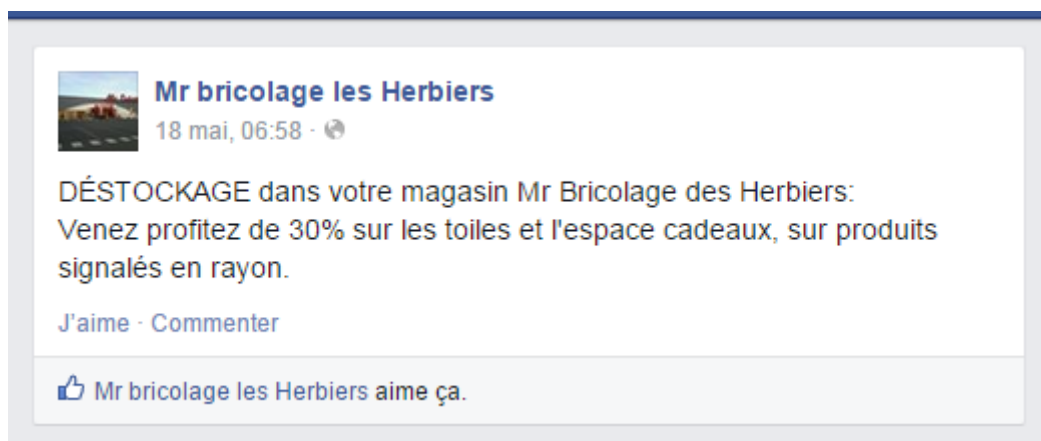 Mr bricolage les Herbiers
18 mai, 06:58 ·
DÉSTOCKAGE dans votre magasin Mr Bricolage des Herbiers:
Venez profitez de 30% sur les toiles et l'espace cadeaux, sur produits
signalés en rayon.
J'aime · Commenter
Mr bricolage les Herbiers aime ça.